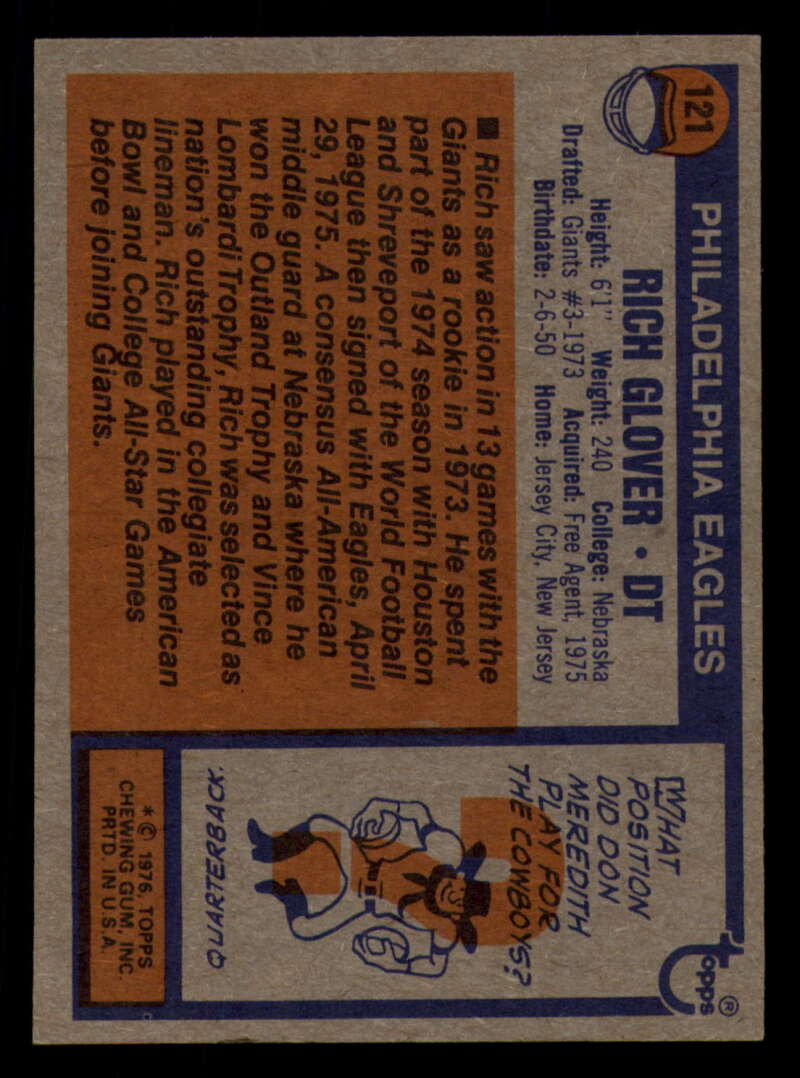 121
PHILADELPHIA EAGLES
RICH GLOVER • DT
Height: 6'1" Weight: 240 College: Nebraska
Drafted: Giants #3-1973 Acquired: Free Agent, 1975
Birthdate: 2-6-50 Home: Jersey City, New Jersey
■ Rich saw action in 13 games with the
Giants as a rookie in 1973. He spent
part of the 1974 season with Houston
and Shreveport of the World Football
League then signed with Eagles, April
29, 1975. A consensus All-American
middle guard at Nebraska where he
won the Outland Trophy and Vince
Lombardi Trophy, Rich was selected as
nation's outstanding collegiate
lineman. Rich played in the American
Bowl and College All-Star Games
before joining Giants.
topps®
WHAT
POSITION
DID DON
MEREDITH
PLAY FOR
THE COWBOYS?
QUARTERBACK.
* © 1976. TOPPS
CHEWING GUM, INC.
PRTD. IN U.S.A.